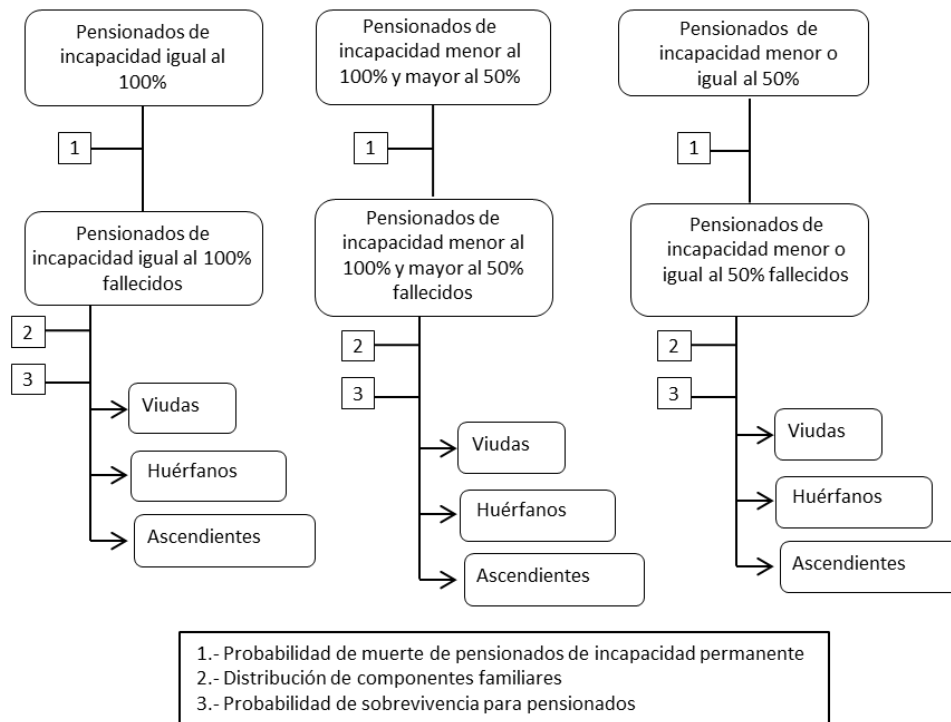 Pensionados de
incapacidad igual al
100%
Pensionados de
incapacidad menor al
100% y mayor al 50%
Pensionados de
incapacidad menor o
igual al 50%
1
1
1
Pensionados de
incapacidad igual al 100%
fallecidos
Pensionados de
incapacidad menor al
100% y mayor al 50%
fallecidos
Pensionados de
incapacidad menor o
igual al 50% fallecidos
2
3
Viudas
Huérfanos
Ascendientes
2
3
Viudas
Huérfanos
Ascendientes
2
3
Viudas
Huérfanos
Ascendientes
1.- Probabilidad de muerte de pensionados de incapacidad permanente
2.- Distribución de componentes familiares
3.- Probabilidad de sobrevivencia para pensionados